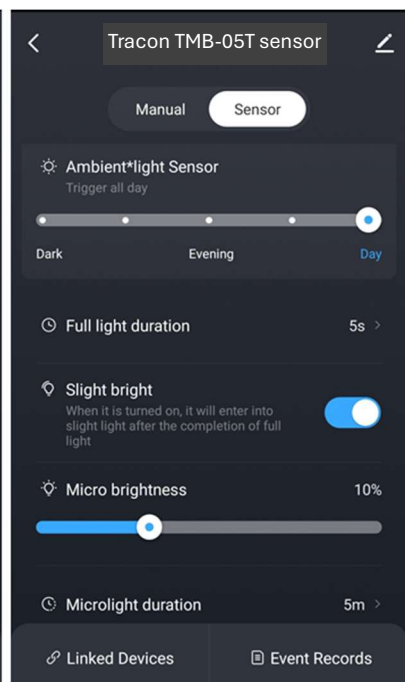 Tracon TMB-05T sensor
Manual Sensor
Ambient*light Sensor
Trigger all day
Dark Evening Day
Full light duration 5s
Slight bright
When it is turned on, it will enter into
slight light after the completion of full
light
Micro brightness 10%
Microlight duration 5m
Linked Devices Event Records